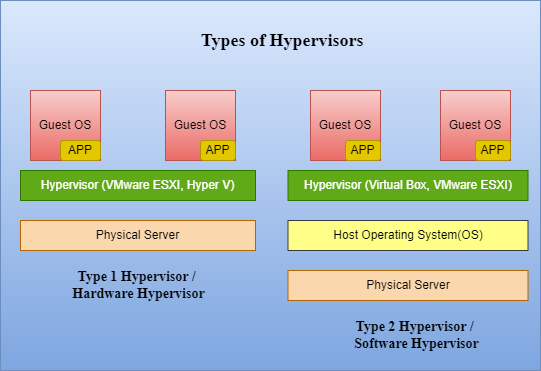 Types of Hypervisors
Guest OS
APP
Guest OS
APP
Guest OS
APP
Guest OS
APP
Hypervisor (VMware ESXI, Hyper V)
Hypervisor (Virtual Box, VMware ESXI)
Physical Server
Host Operating System(OS)
Type 1 Hypervisor /
Hardware Hypervisor
Physical Server
Type 2 Hypervisor /
Software Hypervisor